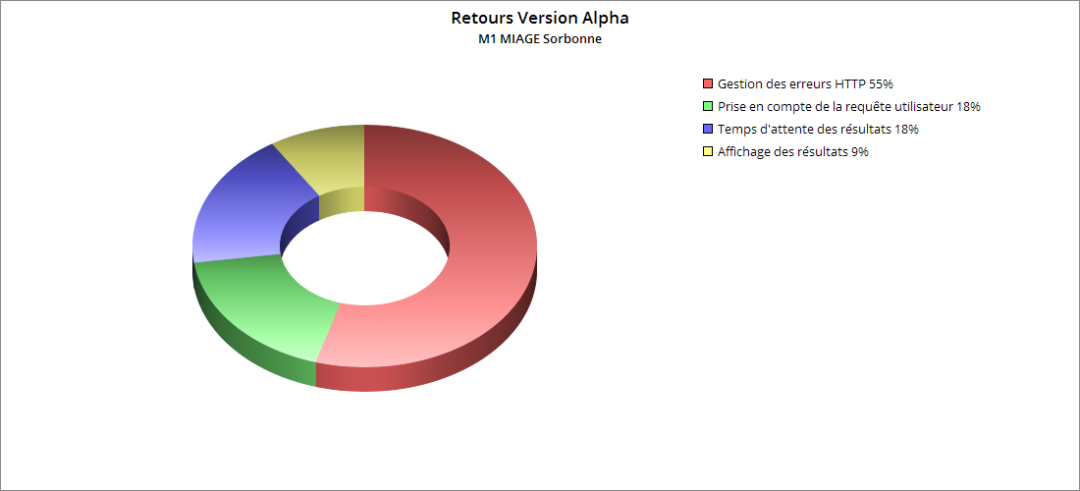 Retours Version Alpha
M1 MIAGE Sorbonne
Gestion des erreurs HTTP 55%
Prise en compte de la requête utilisateur 18%
Temps d'attente des résultats 18%
Affichage des résultats 9%